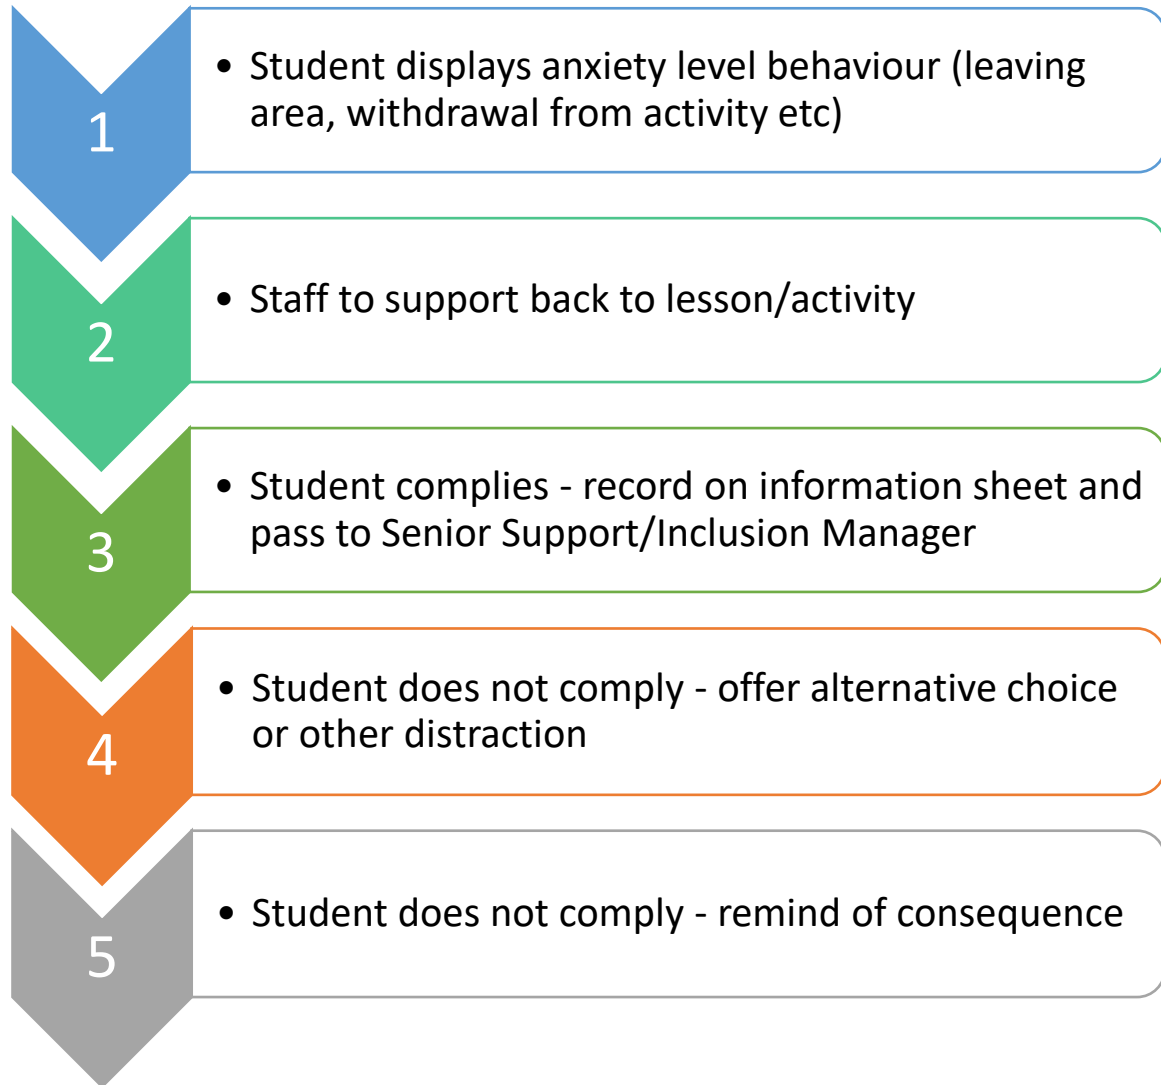 1
• Student displays anxiety level behaviour (leaving
area, withdrawal from activity etc)
2
• Staff to support back to lesson/activity
3
• Student complies - record on information sheet and
pass to Senior Support/Inclusion Manager
4
• Student does not comply - offer alternative choice
or other distraction
5
• Student does not comply - remind of consequence